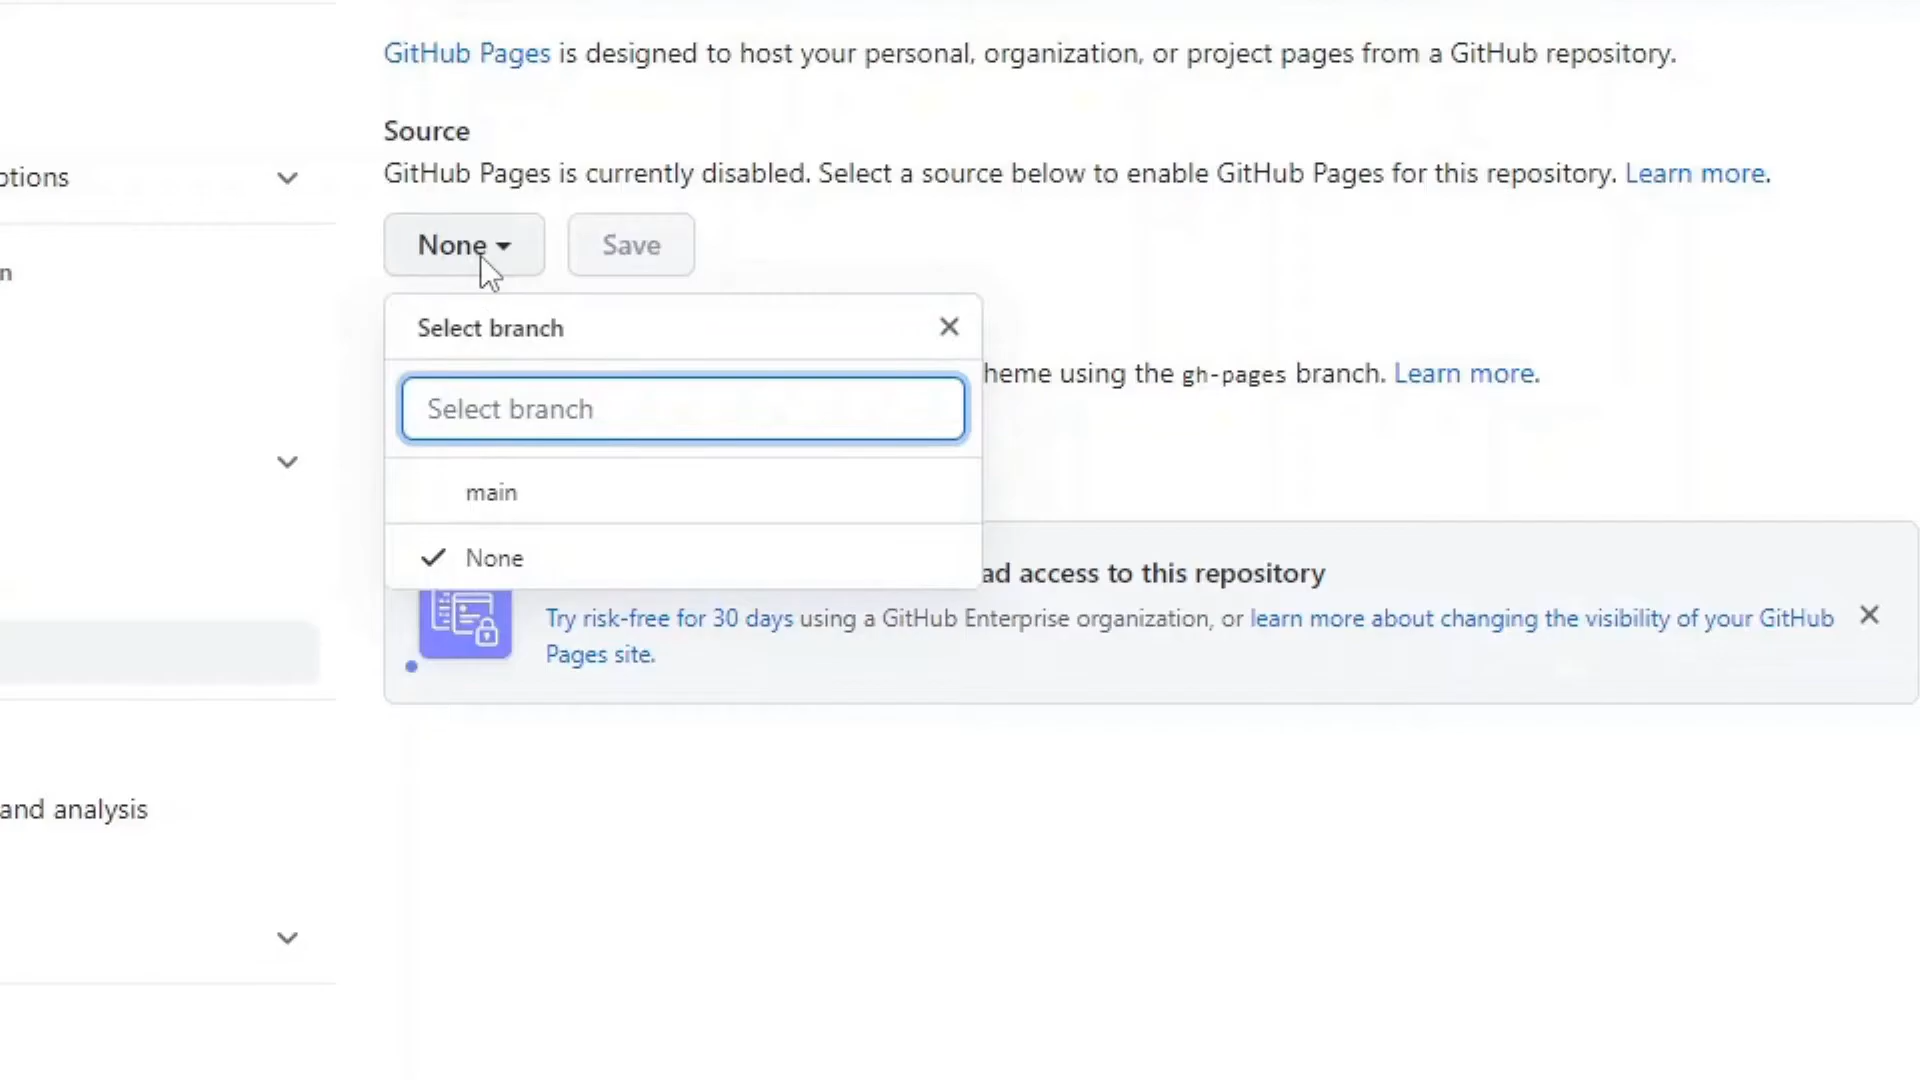 GitHub Pages is designed to host your personal, organization, or project pages from a GitHub repository.
Source
GitHub Pages is currently disabled. Select a source below to enable GitHub Pages for this repository. Learn more.
ptions
None
Save
n
Select branch
Select branch
heme using the gh-pages branch. Learn more.
main
None
ad access to this repository
Try risk-free for 30 days using a GitHub Enterprise organization, or learn more about changing the visibility of your GitHub
Pages site.
and analysis